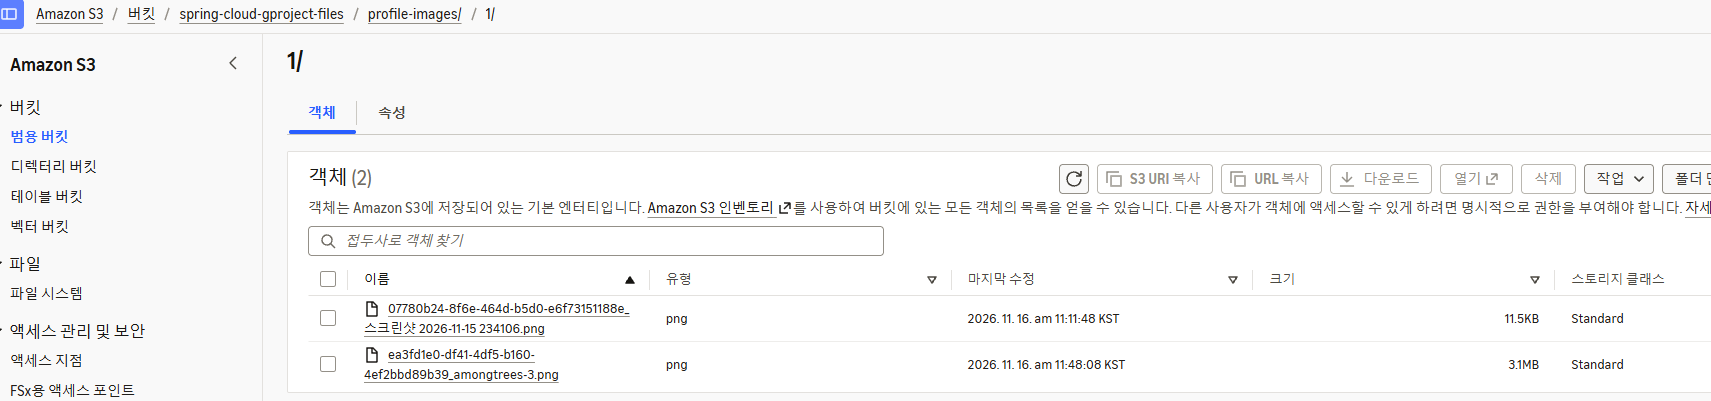 Amazon S3 / 버킷 / spring-cloud-gproject-files / profile-images/ / 1/
Amazon S3
버킷
범용 버킷
디렉터리 버킷
테이블 버킷
벡터 버킷
파일
파일 시스템
액세스 관리 및 보안
액세스 지점
FSx용 액세스 포인트
1/
객체
속성
객체 (2)
S3 URI 복사
URL 복사
다운로드
열기
삭제
작업
폴더
객체는 Amazon S3에 저장되어 있는 기본 엔터티입니다. Amazon S3 인벤토리 를 사용하여 버킷에 있는 모든 객체의 목록을 얻을 수 있습니다. 다른 사용자가 객체에 액세스할 수 있게 하려면 명시적으로 권한을 부여해야 합니다. 자세
접두사로 객체 찾기
이름 유형 마지막 수정 크기 스토리지 클래스
07780b24-8f6e-464d-b5d0-e6f73151188e_
스크린샷 2026-11-15 234106.png
png
2026. 11. 16. am 11:11:48 KST
11.5KB
Standard
ea3fd1e0-df41-4df5-b160-
4ef2bbd89b39_amongtrees-3.png
png
2026. 11. 16. am 11:48:08 KST
3.1MB
Standard